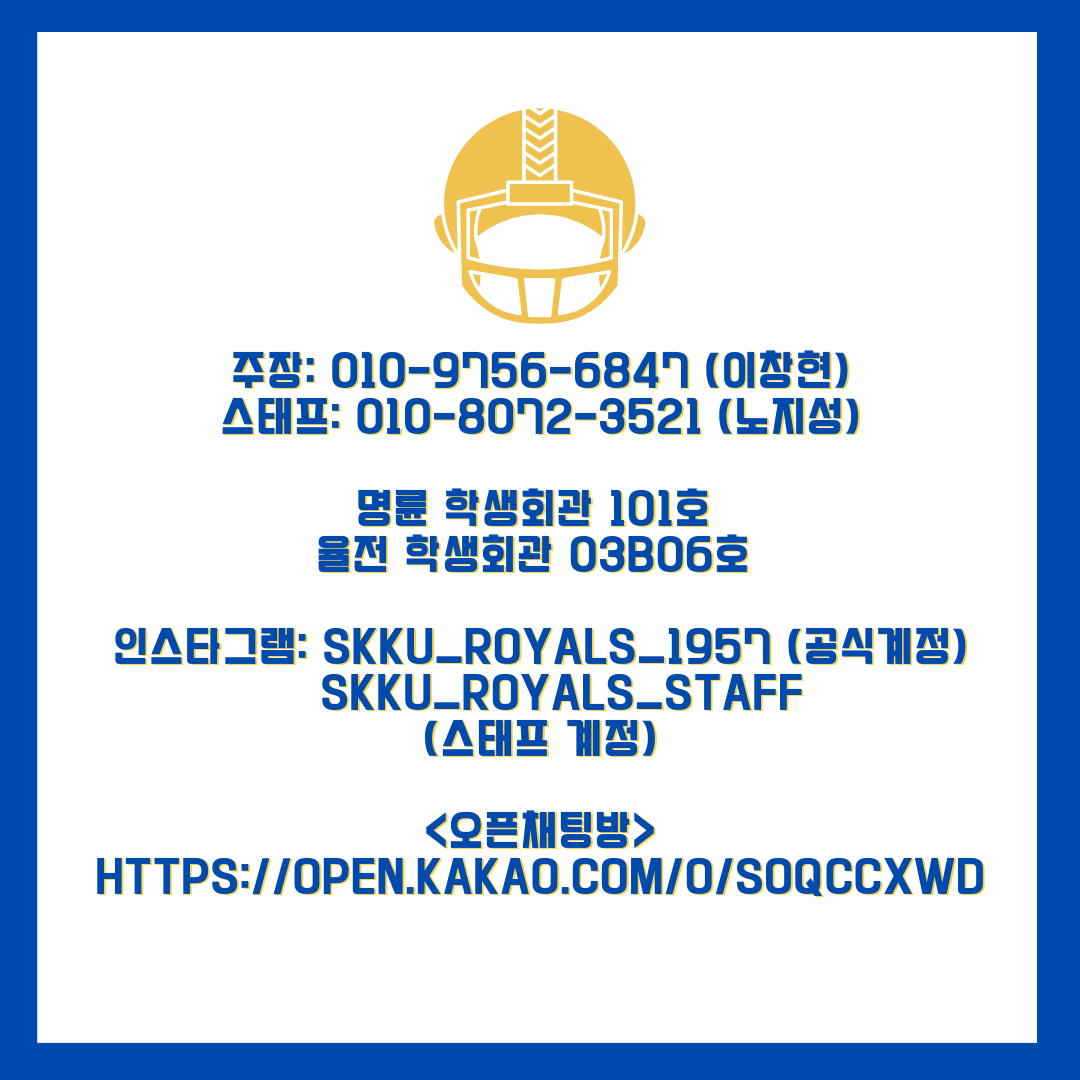 주장: 010-9756-6847 (이창현)
스태프: 010-8072-3521 (노지성)
명륜 학생회관 101호
율전 학생회관 03B06호
인스타그램: SKKU_ROYALS_1957 (공식계정)
SKKU_ROYALS_STAFF
(스태프 계정)
<오픈채팅방>
HTTPS://OPEN.KAKAO.COM/O/SOQCCXWD